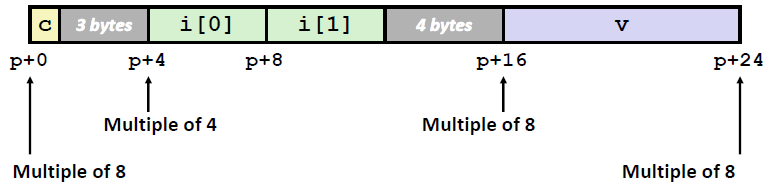 c 3 bytes i[0] i[1] 4 bytes v
p+0 p+4 p+8 p+16 p+24
Multiple of 4 Multiple of 8
Multiple of 8 Multiple of 8